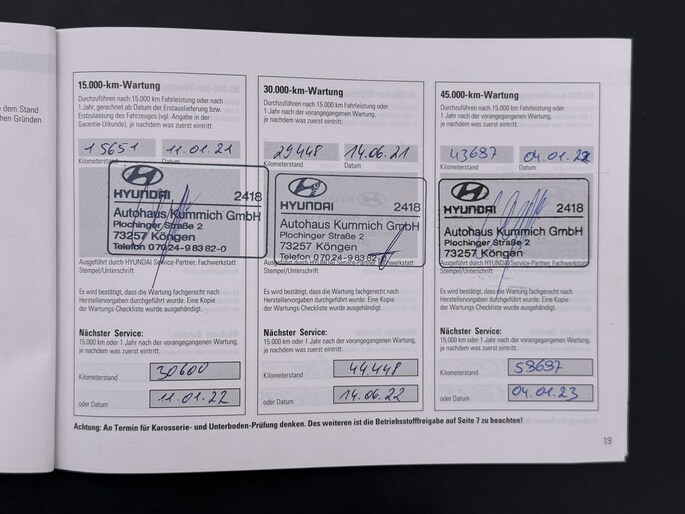 e dem Stand
chen Gründen
15.000-km-Wartung
Durchzuführen nach 15.000 km Fahrleistung oder nach
1 Jahr, gerechnet ab Datum der Erstauslieferung bzw.
Erstzulassung des Fahrzeuges (vgl. Angabe in der
Garantie-Urkunde), je nachdem was zuerst eintritt.
15651 11.01.21
Kilometerstand Datum
HYUNDAI 2418
Autohaus Kummich GmbH
Plochinger Straße 2
73257 Köngen
Telefon 0 70 24-9 83 82-0
Ausgeführt durch HYUNDAI Service-Partner, Fachwerkstatt
Stempel/Unterschrift
Es wird bestätigt, dass die Wartung fachgerecht nach
Herstellervorgaben durchgeführt wurde. Eine Kopie
der Wartungs-Checkliste wurde ausgehändigt.
Nächster Service:
15.000 km oder 1 Jahr nach der vorangegangenen Wartung,
je nachdem was zuerst eintritt.
Kilometerstand 30600
oder Datum 11.01.22
30.000-km-Wartung
Durchzuführen nach 15.000 km Fahrleistung oder
1 Jahr nach der vorangegangenen Wartung,
je nachdem was zuerst eintritt.
29448 14.06.21
Kilometerstand Datum
HYUNDAI 2418
Autohaus Kummich GmbH
Plochinger Straße 2
73257 Köngen
Telefon 0 70 24-9 83 82-0
Ausgeführt durch HYUNDAI Service-Partner, Fachwerkstatt
Stempel/Unterschrift
Es wird bestätigt, dass die Wartung fachgerecht nach
Herstellervorgaben durchgeführt wurde. Eine Kopie
der Wartungs-Checkliste wurde ausgehändigt.
Nächster Service:
15.000 km oder 1 Jahr nach der vorangegangenen Wartung,
je nachdem was zuerst eintritt.
Kilometerstand 44448
oder Datum 14.06.22
45.000-km-Wartung
Durchzuführen nach 15.000 km Fahrleistung oder
1 Jahr nach der vorangegangenen Wartung,
je nachdem was zuerst eintritt.
43687 04.01.22
Kilometerstand Datum
HYUNDAI 2418
Autohaus Kummich GmbH
Plochinger Straße 2
73257 Köngen
Ausgeführt durch HYUNDAI Service-Partner, Fachwerkstatt
Stempel/Unterschrift
Es wird bestätigt, dass die Wartung fachgerecht nach
Herstellervorgaben durchgeführt wurde. Eine Kopie
der Wartungs-Checkliste wurde ausgehändigt.
Nächster Service:
15.000 km oder 1 Jahr nach der vorangegangenen Wartung,
je nachdem was zuerst eintritt.
Kilometerstand 58687
oder Datum 04.01.23
Achtung: An Termin für Karosserie- und Unterboden-Prüfung denken. Des weiteren ist die Betriebsstofffreigabe auf Seite 7 zu beachten!
19